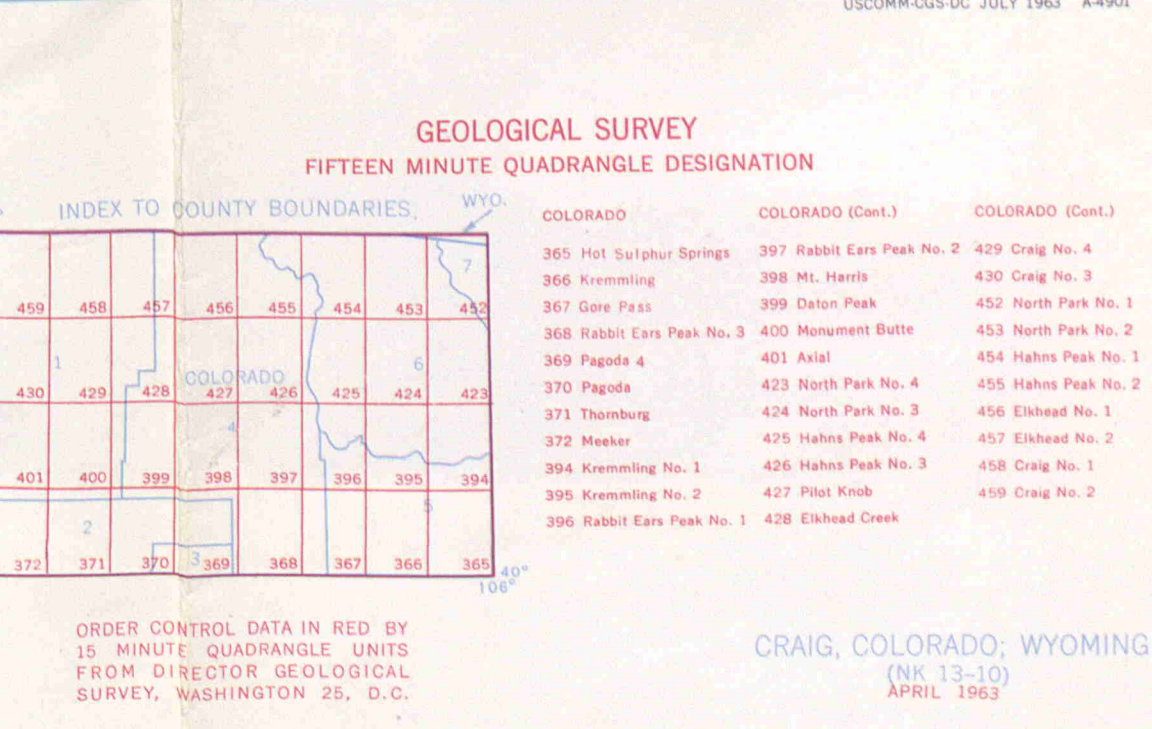 USCOMM-CGS-DC JULY 1963 A-4901
GEOLOGICAL SURVEY
FIFTEEN MINUTE QUADRANGLE DESIGNATION
INDEX TO COUNTY BOUNDARIES.
WYO.
7
459 458 457 456 455 454 453 452
1
COLORADO
6
430 429 428 427 426 425 424 423
4
401 400 399 398 397 396 395 394
5
2
3
372 371 370 369 368 367 366 365
40°
106°
COLORADO
365 Hot Sulphur Springs
366 Kremmling
367 Gore Pass
368 Rabbit Ears Peak No. 3
369 Pagoda 4
370 Pagoda
371 Thornburg
372 Meeker
394 Kremmling No. 1
395 Kremmling No. 2
396 Rabbit Ears Peak No. 1
COLORADO (Cont.)
397 Rabbit Ears Peak No. 2
398 Mt. Harris
399 Daton Peak
400 Monument Butte
401 Axial
423 North Park No. 4
424 North Park No. 3
425 Hahns Peak No. 4
426 Hahns Peak No. 3
427 Pilot Knob
428 Elkhead Creek
COLORADO (Cont.)
429 Craig No. 4
430 Craig No. 3
452 North Park No. 1
453 North Park No. 2
454 Hahns Peak No. 1
455 Hahns Peak No. 2
456 Elkhead No. 1
457 Elkhead No. 2
458 Craig No. 1
459 Craig No. 2
ORDER CONTROL DATA IN RED BY
15 MINUTE QUADRANGLE UNITS
FROM DIRECTOR GEOLOGICAL
SURVEY, WASHINGTON 25, D.C.
CRAIG, COLORADO; WYOMING
(NK 13-10)
APRIL 1963